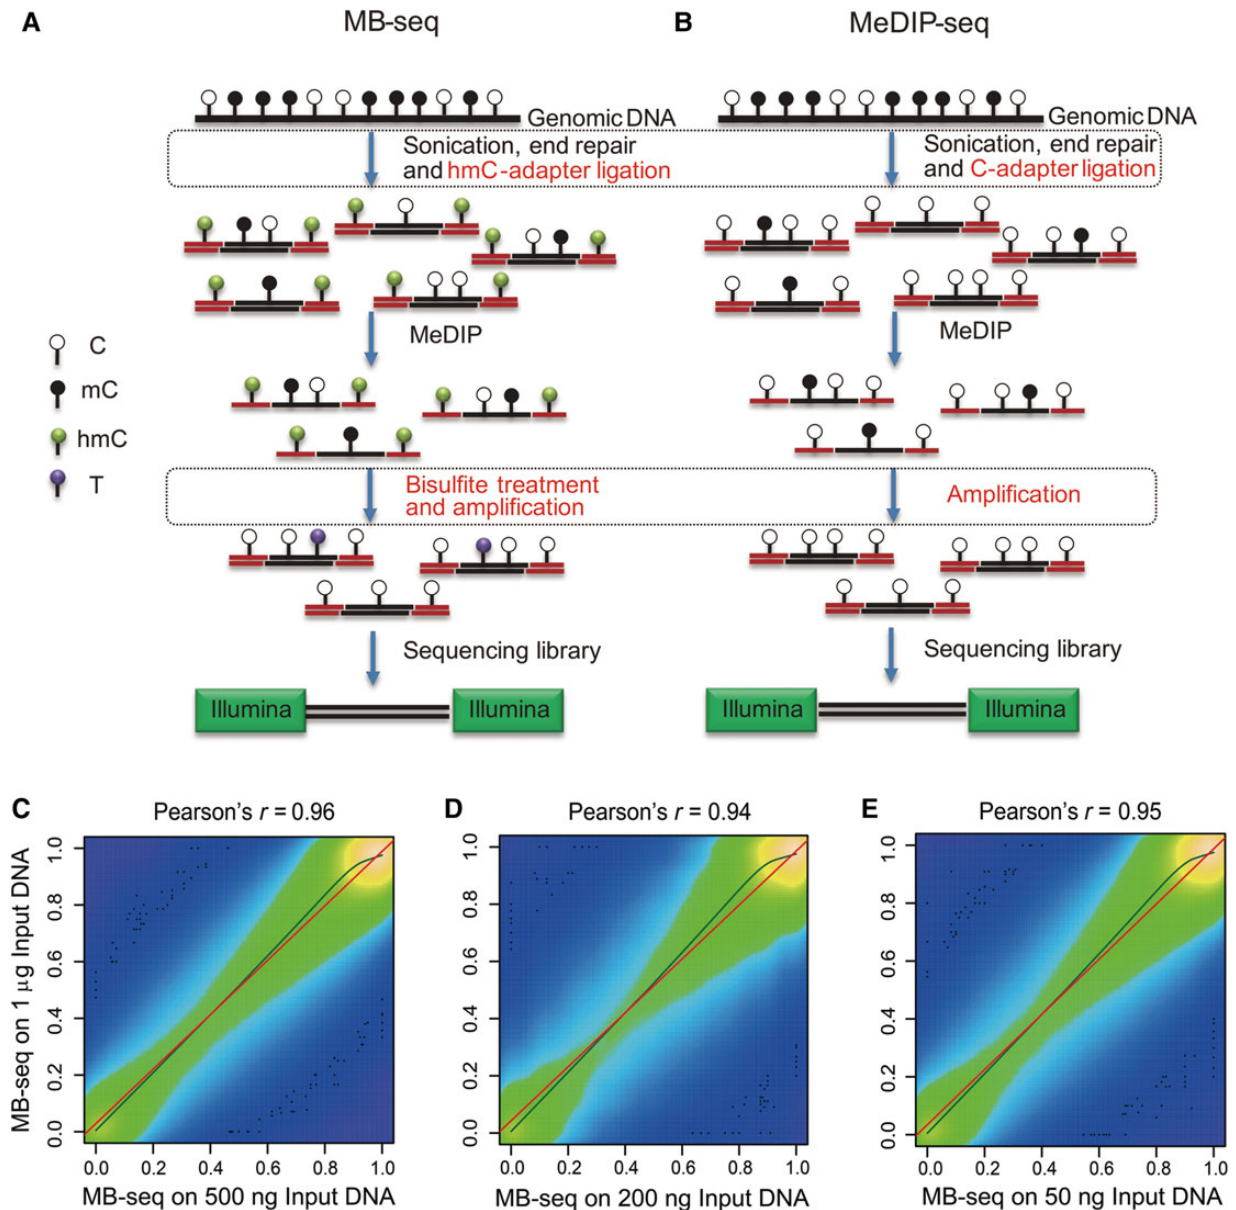 A
MB-seq
B
MeDIP-seq
Genomic DNA
Genomic DNA
Sonication, end repair
and hmC-adapter ligation
Sonication, end repair
and C-adapter ligation
MeDIP
MeDIP
C
mC
hmC
T
Bisulfite treatment
and amplification
Amplification
Sequencing library
Sequencing library
Illumina
Illumina
Illumina
Illumina
C
Pearson's r = 0.96
MB-seq on 1 µg Input DNA
1.0
0.8
0.6
0.4
0.2
0.0
0.0 0.2 0.4 0.6 0.8 1.0
MB-seq on 500 ng Input DNA
D
Pearson's r = 0.94
1.0
0.8
0.6
0.4
0.2
0.0
0.0 0.2 0.4 0.6 0.8 1.0
MB-seq on 200 ng Input DNA
E
Pearson's r = 0.95
1.0
0.8
0.6
0.4
0.2
0.0
0.0 0.2 0.4 0.6 0.8 1.0
MB-seq on 50 ng Input DNA